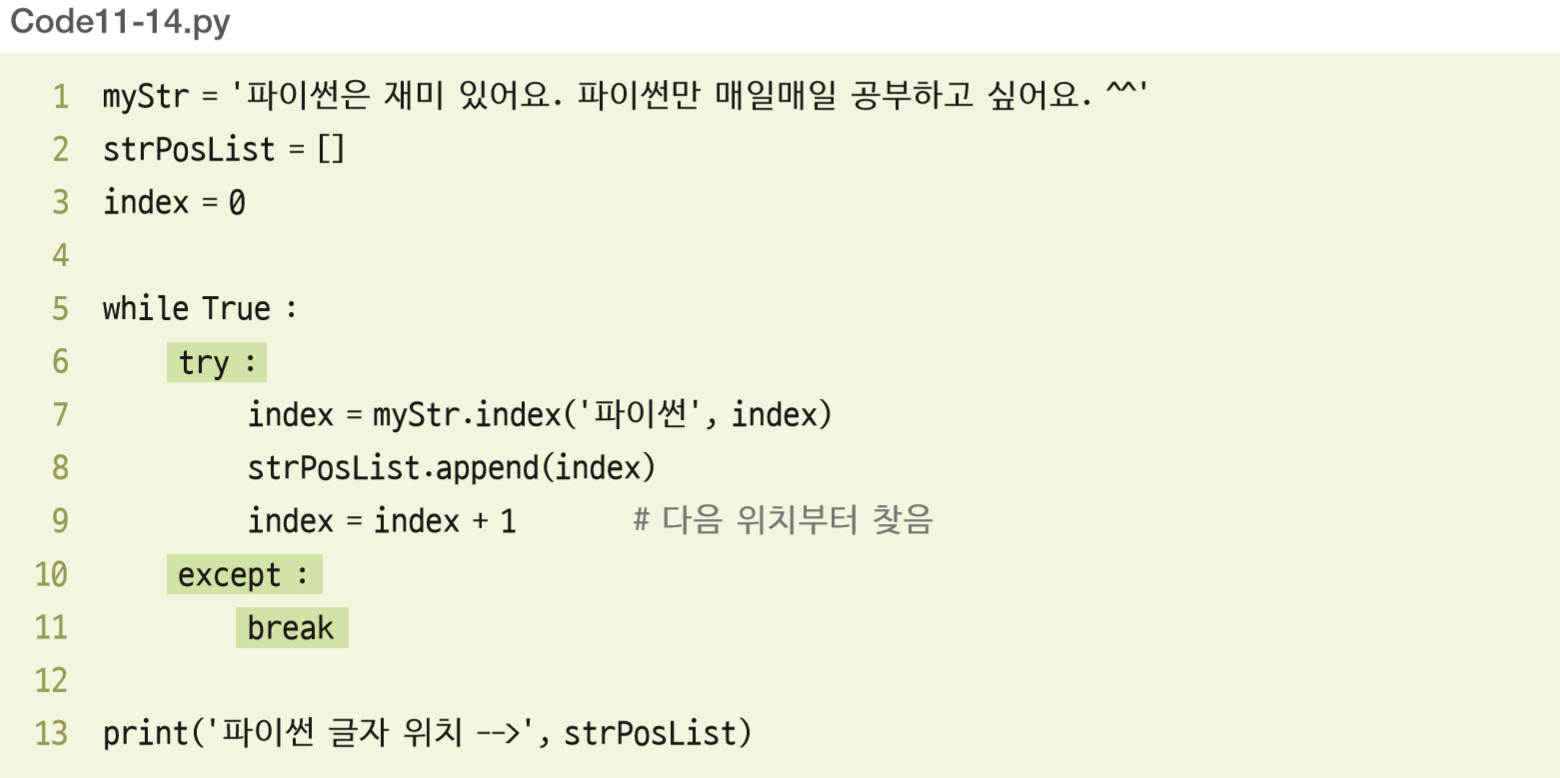 Code11-14.py
1 myStr = '파이썬은 재미 있어요. 파이썬만 매일매일 공부하고 싶어요. ^^'
2 strPosList = []
3 index = 0
4
5 while True :
6     try :
7         index = myStr.index('파이썬', index)
8         strPosList.append(index)
9         index = index + 1      # 다음 위치부터 찾음
10     except :
11         break
12
13 print('파이썬 글자 위치 -->', strPosList)